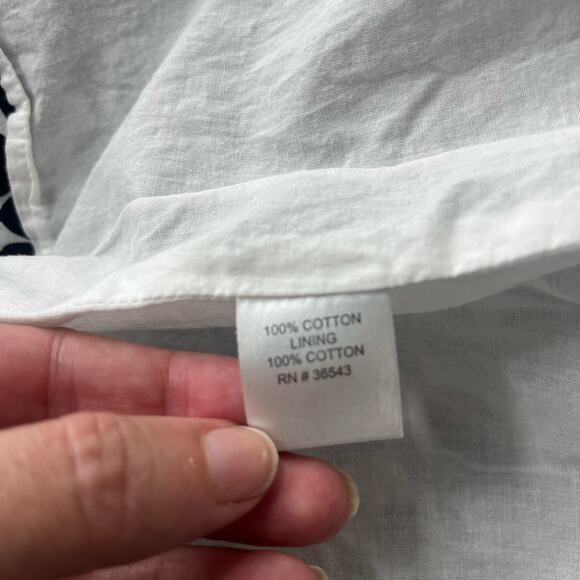 100% COTTON
LINING
100% COTTON
RN # 36543